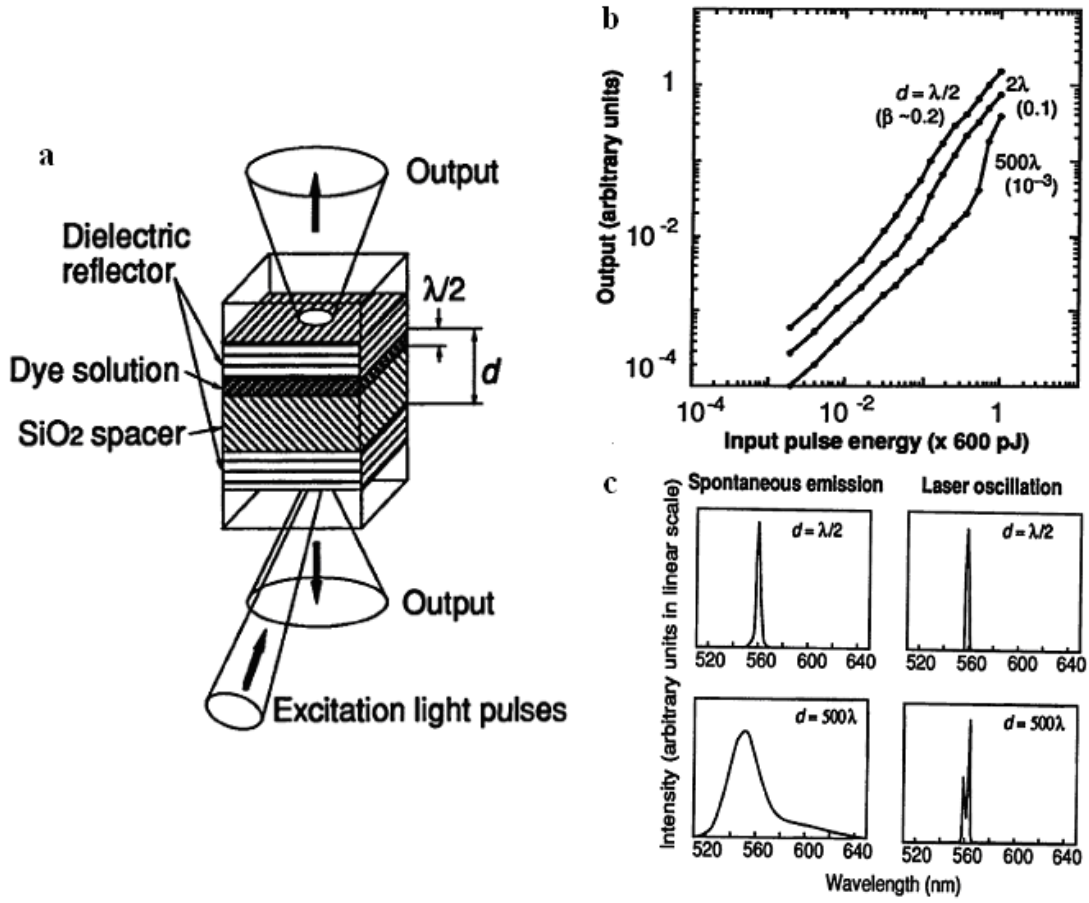 a
Output
Dielectric
reflector
λ/2
Dye solution
d
SiO2 spacer
Output
Excitation light pulses
b
Output (arbitrary units)
1
10⁻²
10⁻⁴
d = λ/2
(β ~0.2)
2λ
(0.1)
500λ
(10⁻³)
10⁻⁴
10⁻²
1
Input pulse energy (x 600 pJ)
c
Spontaneous emission
Laser oscillation
Intensity (arbitrary units in linear scale)
d = λ/2
520 560 600 640
d = λ/2
520 560 600 640
d = 500λ
520 560 600 640
d = 500λ
520 560 600 640
Wavelength (nm)